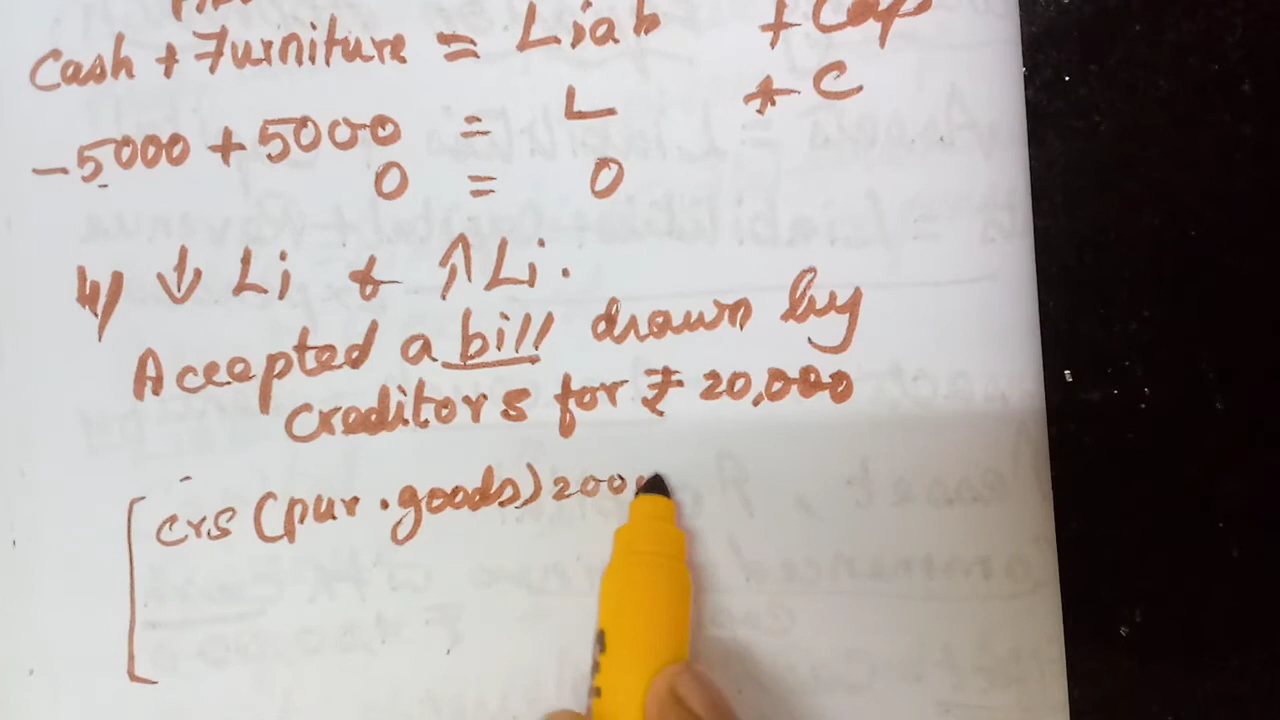 Cash + Furniture = Liab + Cap
-5000 + 5000 = L + C
0 = 0
4) ↓ Li & ↑ Li.
Accepted a bill drawn by
creditors for ₹ 20,000
crs (pur. goods) 200